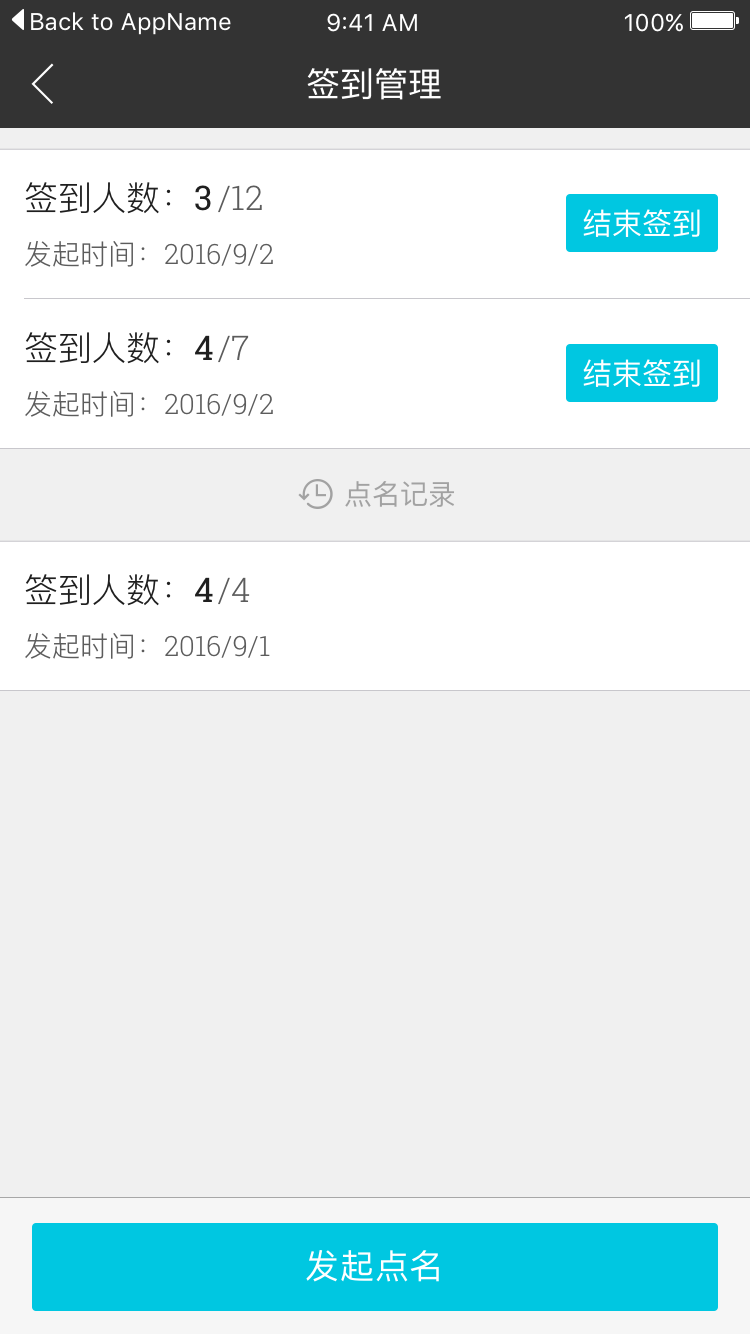 Back to AppName 9:41 AM 100%
签到管理
签到人数：3/12
发起时间：2016/9/2
结束签到
签到人数：4/7
发起时间：2016/9/2
结束签到
点名记录
签到人数：4/4
发起时间：2016/9/1
发起点名